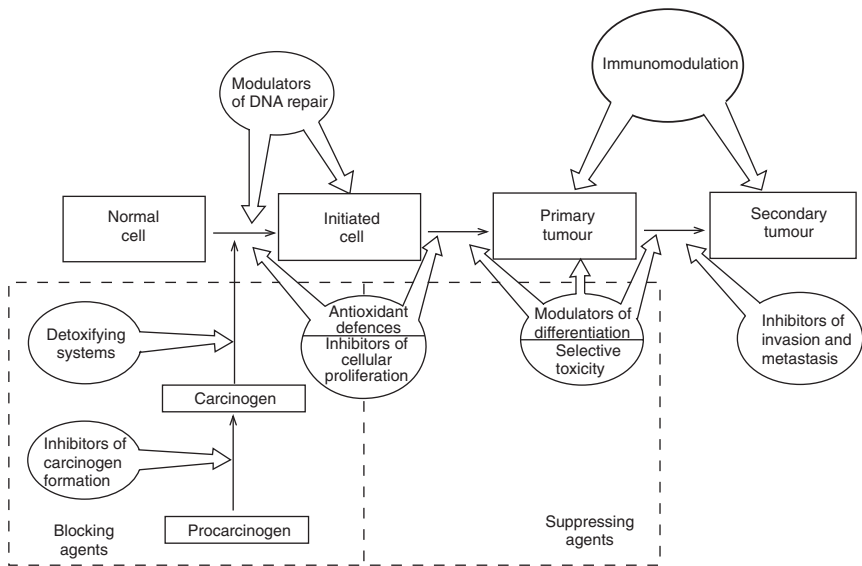 Modulators
of DNA repair
Immunomodulation
Normal
cell
Initiated
cell
Primary
tumour
Secondary
tumour
Detoxifying
systems
Antioxidant
defences
Inhibitors of
cellular
proliferation
Modulators of
differentiation
Selective
toxicity
Inhibitors of
invasion and
metastasis
Carcinogen
Inhibitors of
carcinogen
formation
Procarcinogen
Blocking
agents
Suppressing
agents